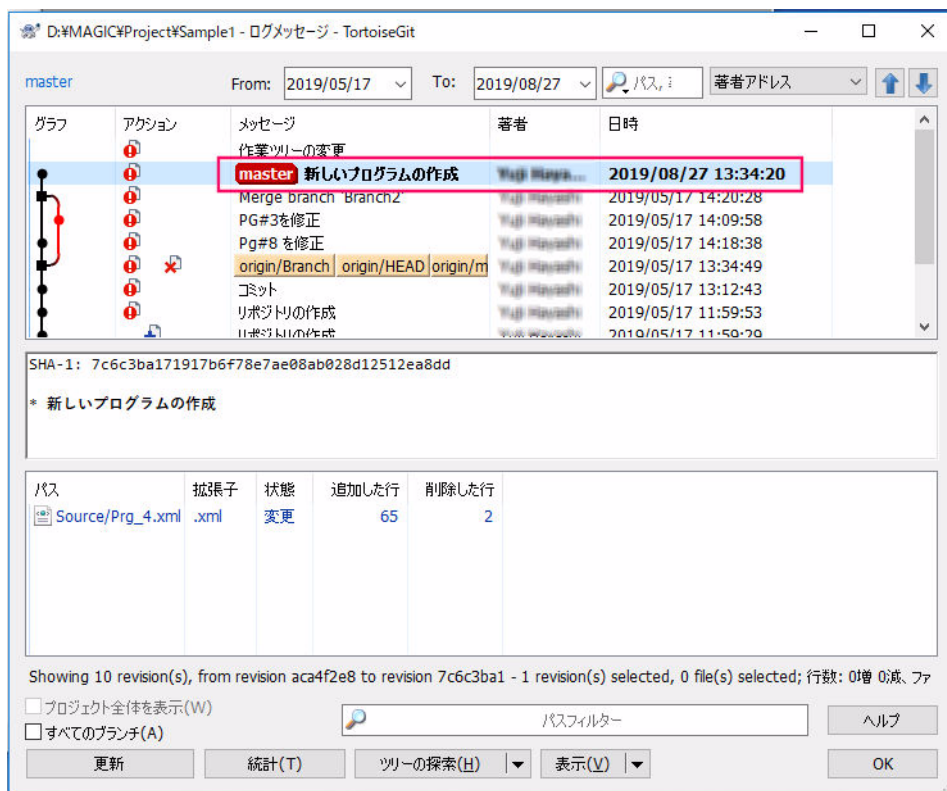 D:¥MAGIC¥Project¥Sample1 - ログメッセージ - TortoiseGit
master From: 2019/05/17 To: 2019/08/27 パス, 著者アドレス
グラフ アクション メッセージ 著者 日時
作業ツリーの変更
master 新しいプログラムの作成 2019/08/27 13:34:20
Merge branch 'Branch2' 2019/05/17 14:20:28
PG#3を修正 2019/05/17 14:09:58
Pg#8 を修正 2019/05/17 14:18:38
origin/Branch origin/HEAD origin/m 2019/05/17 13:34:49
コミット 2019/05/17 13:12:43
リポジトリの作成 2019/05/17 11:59:53
リポジトリの作成 2019/05/17 11:59:29
SHA-1: 7c6c3ba171917b6f78e7ae08ab028d12512ea8dd
* 新しいプログラムの作成
パス 拡張子 状態 追加した行 削除した行
Source/Prg_4.xml .xml 変更 65 2
Showing 10 revision(s), from revision aca4f2e8 to revision 7c6c3ba1 - 1 revision(s) selected, 0 file(s) selected; 行数: 0増 0減、ファ
プロジェクト全体を表示(W)
パスフィルター ヘルプ
すべてのブランチ(A)
更新 統計(T) ツリーの探索(H) 表示(V) OK